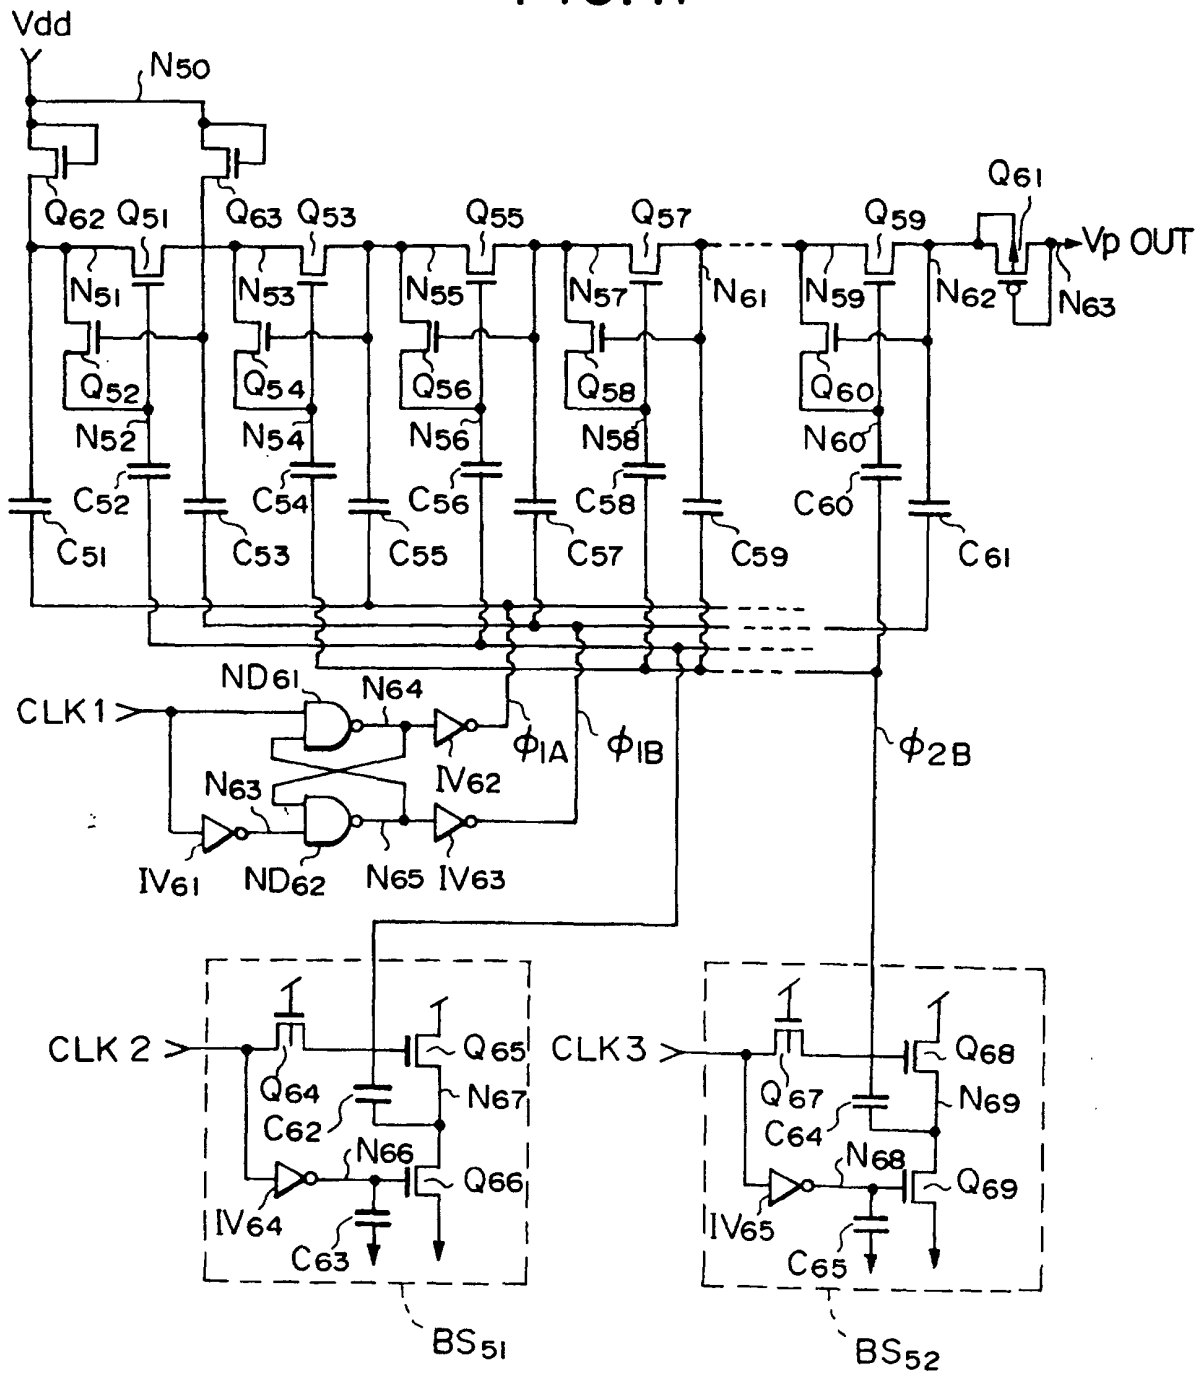 Vdd
N50
Q62 Q51 Q63 Q53 Q55 Q57 Q59 Q61
Vp OUT
N51 N53 N55 N57 N61 N59 N62 N63
Q52 Q54 Q56 Q58 Q60
N52 N54 N56 N58 N60
C52 C54 C56 C58 C60
C51 C53 C55 C57 C59 C61
ND61 N64
CLK1
ϕ1A ϕ1B ϕ2B
IV62
N63
IV61 ND62 N65 IV63
CLK2 Q64 Q65 CLK3 Q67 Q68
C62 N67 C64 N69
N66 N68
IV64 Q66 IV65 Q69
C63 C65
BS51 BS52